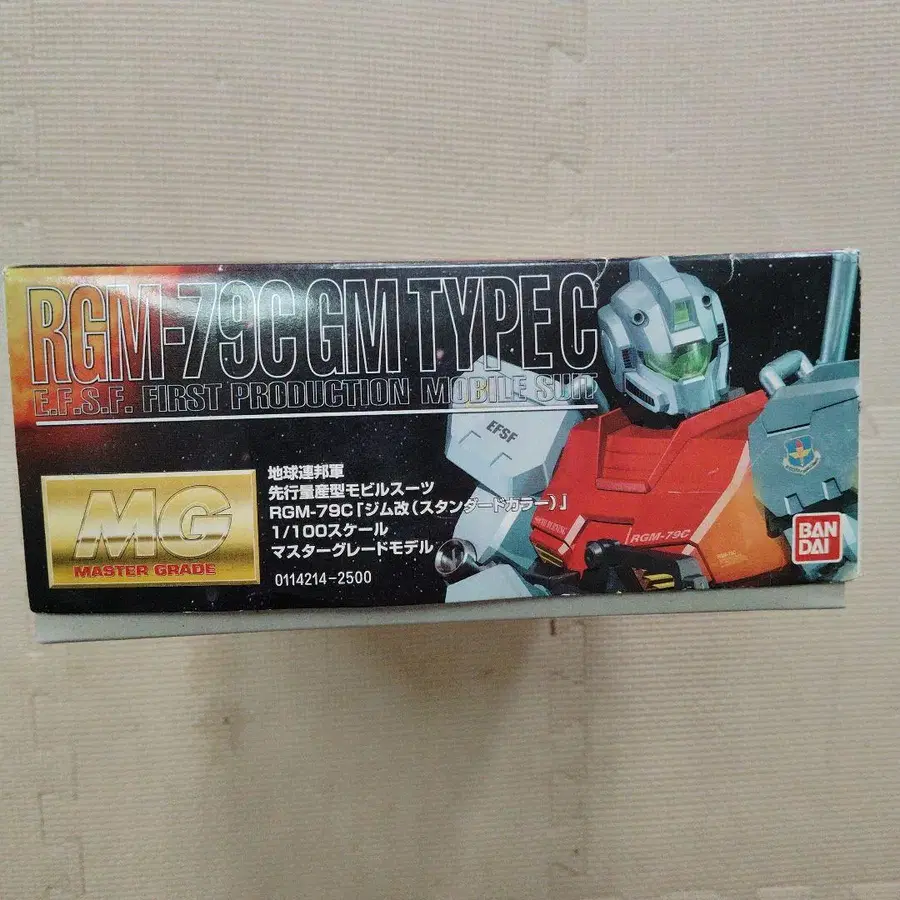 RGM-79C GM TYPE C
E.F.S.F. FIRST PRODUCTION MOBILE SUIT
EFSF
MG
MASTER GRADE
地球連邦軍
先行量産型モビルスーツ
RGM-79C「ジム改(スタンダードカラー)」
1/100スケール
マスターグレードモデル
0114214-2500
RGM-79C
BAN
DAI